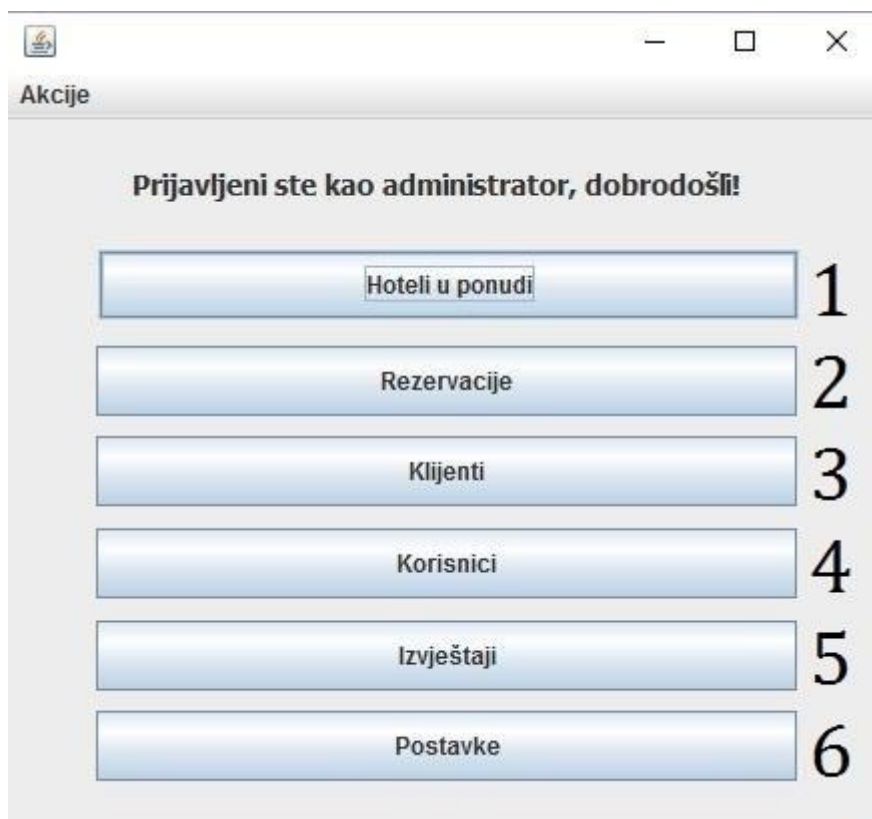 Akcije
Prijavljeni ste kao administrator, dobrodošli!
Hoteli u ponudi 1
Rezervacije 2
Klijenti 3
Korisnici 4
Izvještaji 5
Postavke 6